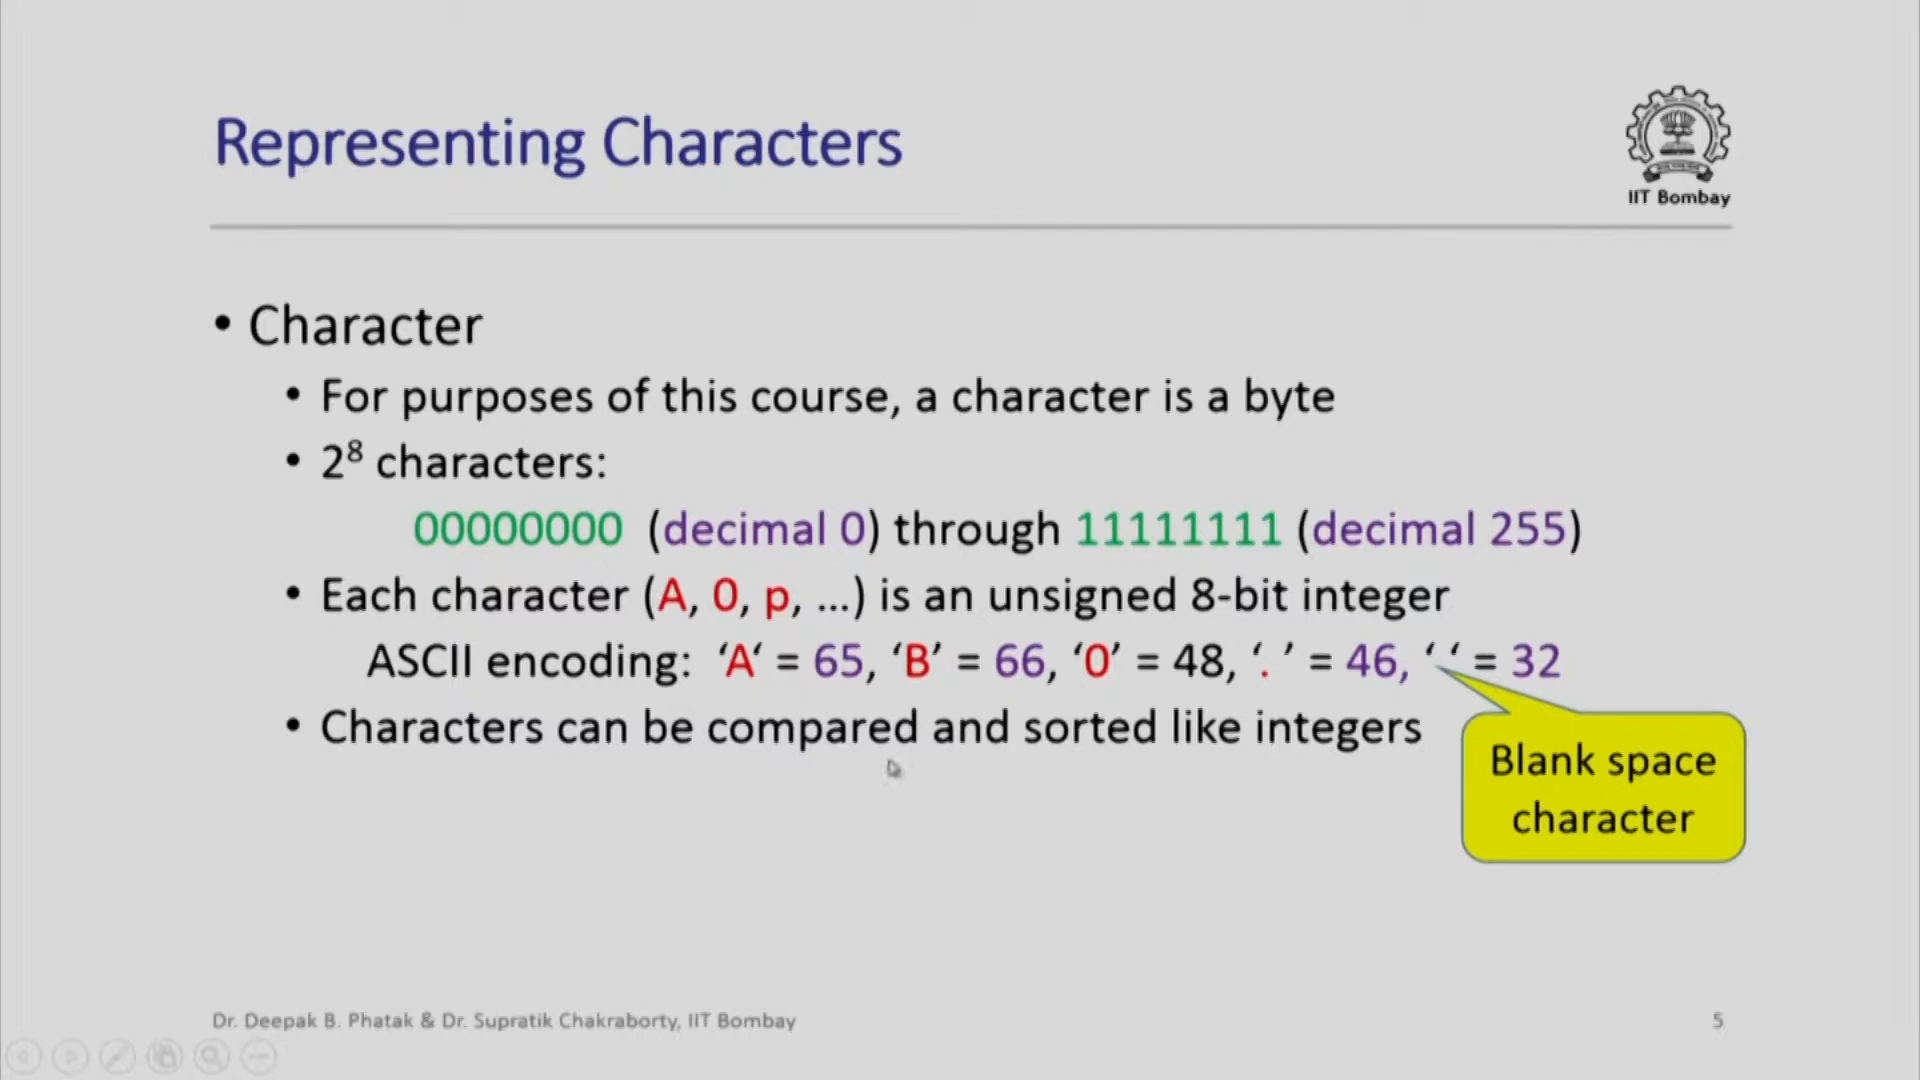 Representing Characters
IIT Bombay
• Character
• For purposes of this course, a character is a byte
• 2⁸ characters:
00000000 (decimal 0) through 11111111 (decimal 255)
• Each character (A, 0, p, ...) is an unsigned 8-bit integer
ASCII encoding: ‘A‘ = 65, ‘B’ = 66, ‘0’ = 48, ‘. ’ = 46, ‘ ‘ = 32
• Characters can be compared and sorted like integers
Blank space
character
Dr. Deepak B. Phatak & Dr. Supratik Chakraborty, IIT Bombay
5